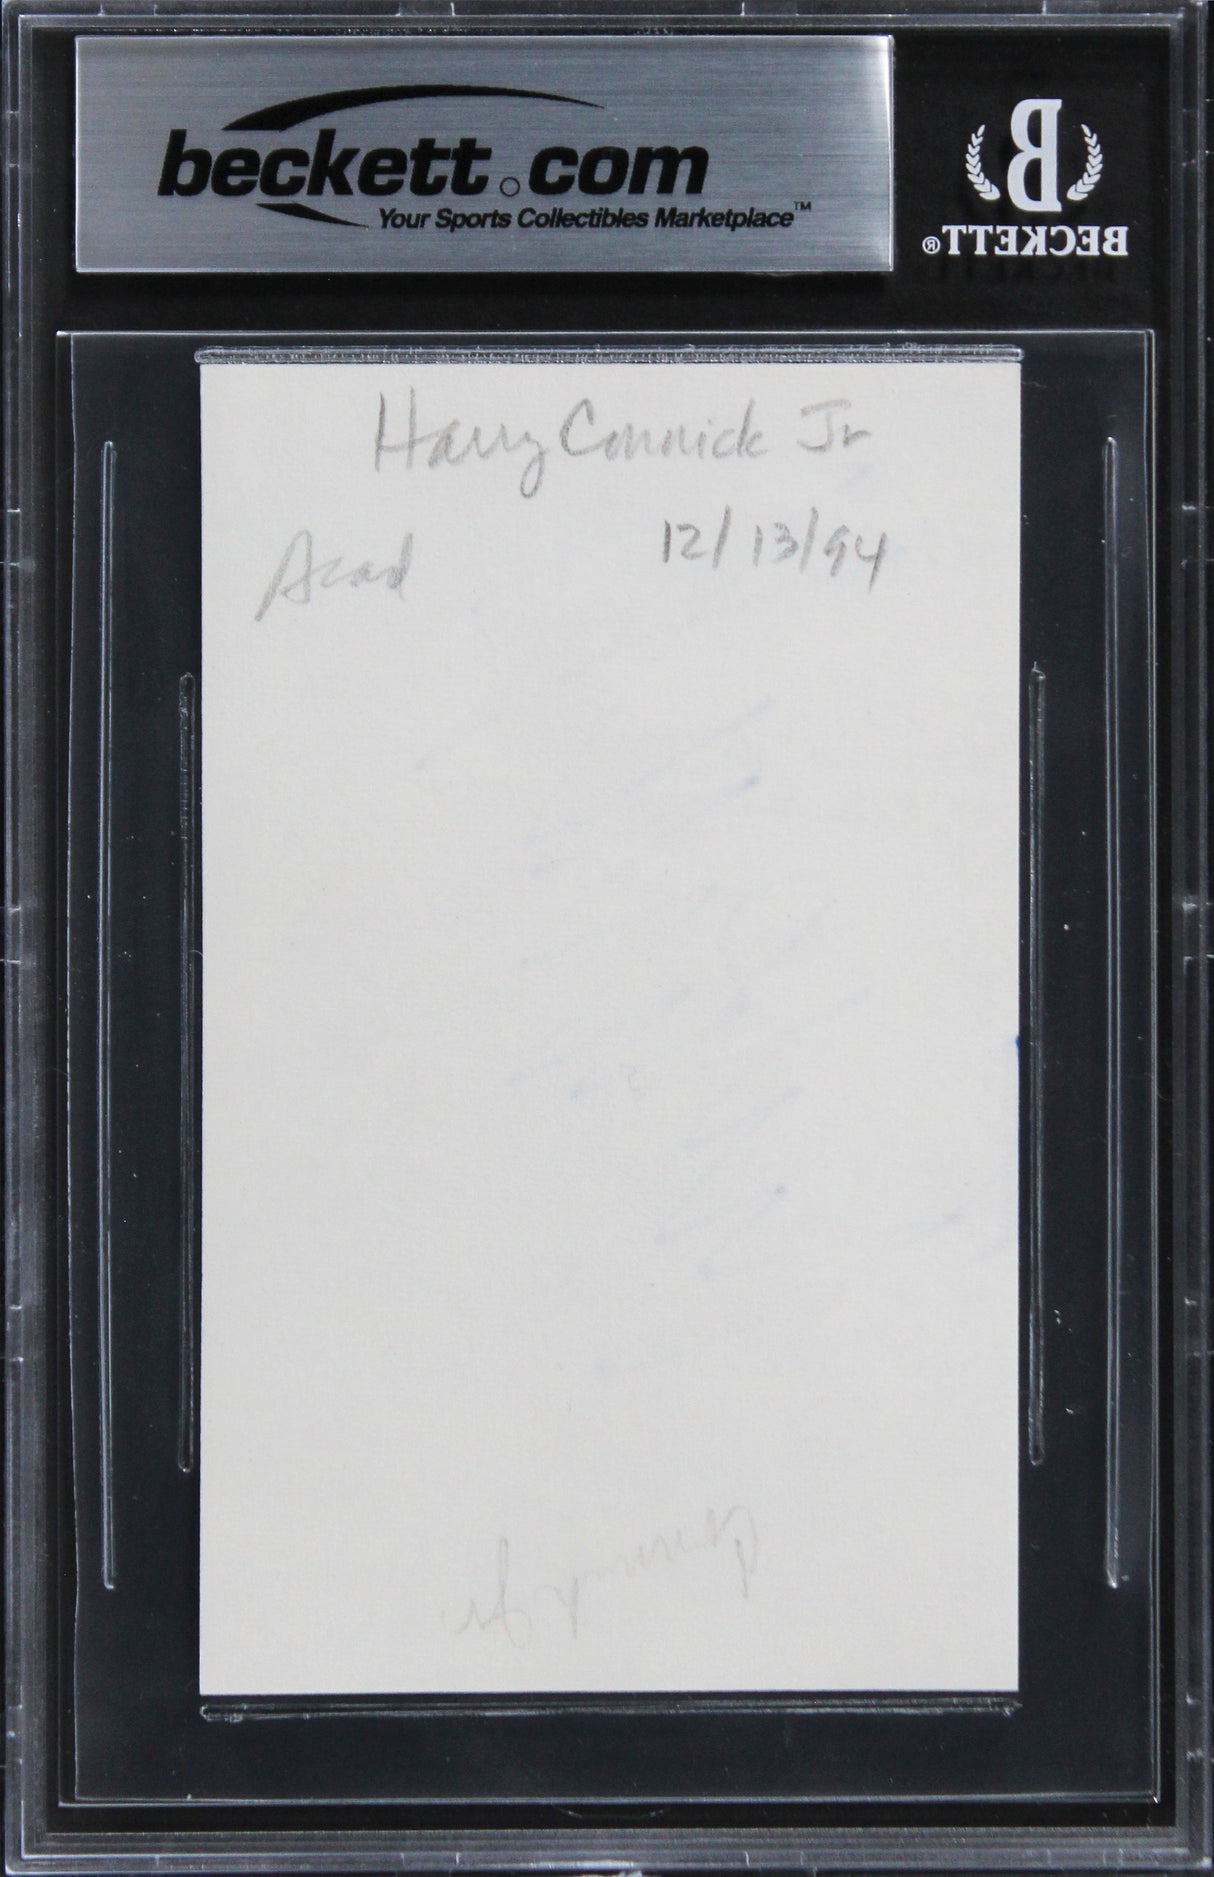 beckett.com
Your Sports Collectibles Marketplace™
BECKETT®
Harry Connick Jr
12/13/94
Acad